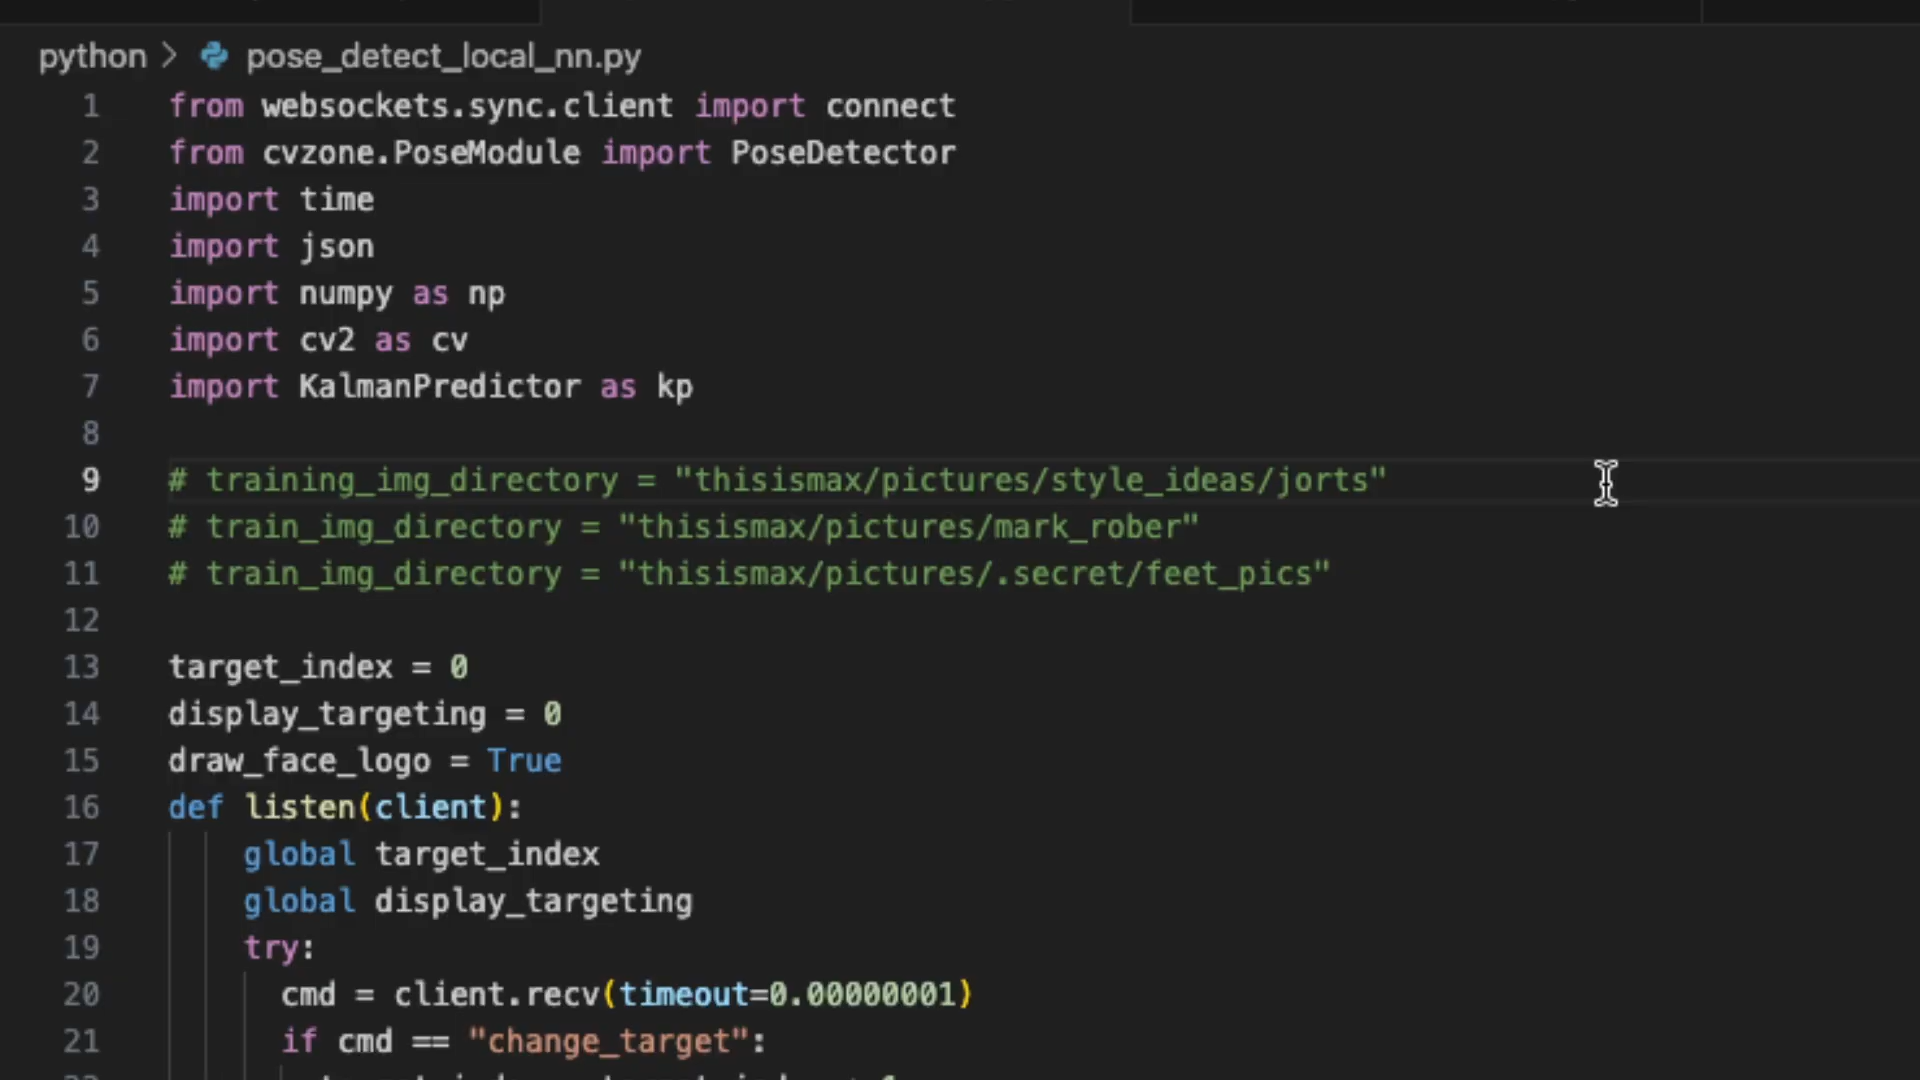 python > pose_detect_local_nn.py
1 from websockets.sync.client import connect
2 from cvzone.PoseModule import PoseDetector
3 import time
4 import json
5 import numpy as np
6 import cv2 as cv
7 import KalmanPredictor as kp
8
9 # training_img_directory = "thisismax/pictures/style_ideas/jorts"
10 # train_img_directory = "thisismax/pictures/mark_rober"
11 # train_img_directory = "thisismax/pictures/.secret/feet_pics"
12
13 target_index = 0
14 display_targeting = 0
15 draw_face_logo = True
16 def listen(client):
17 global target_index
18 global display_targeting
19 try:
20 cmd = client.recv(timeout=0.00000001)
21 if cmd == "change_target":